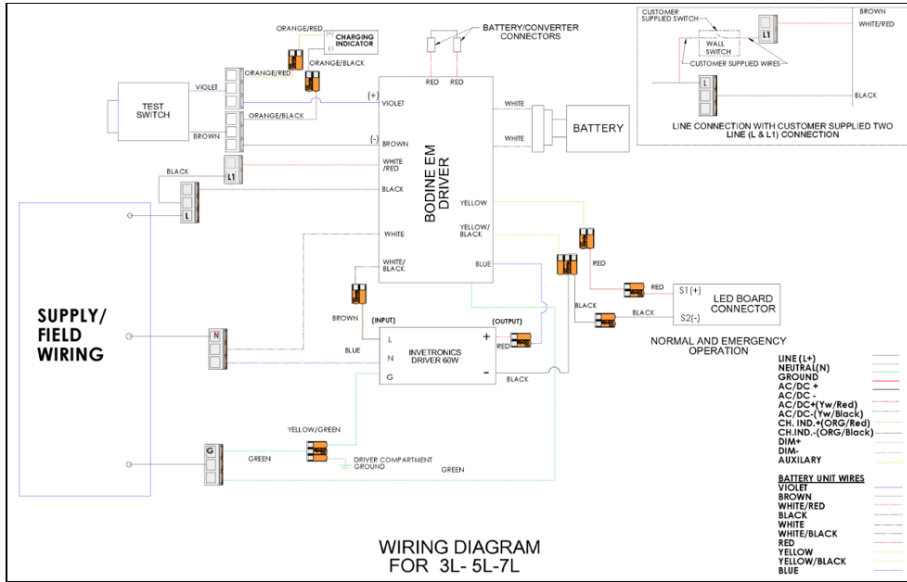 ORANGE/RED
(+)
(-)
CHARGING
INDICATOR
ORANGE/BLACK
BATTERY/CONVERTER
CONNECTORS
RED
RED
CUSTOMER
SUPPLIED SWITCH
WALL
SWITCH
CUSTOMER SUPPLIED WIRES
L1
BROWN
WHITE/RED
L
BLACK
LINE CONNECTION WITH CUSTOMER SUPPLIED TWO
LINE (L & L1) CONNECTION
TEST
SWITCH
VIOLET
ORANGE/RED
ORANGE/BLACK
BROWN
(+)
VIOLET
(-)
BROWN
WHITE
/RED
BLACK
WHITE
WHITE/
BLACK
BODINE EM
DRIVER
WHITE
WHITE
BATTERY
YELLOW
YELLOW/
BLACK
BLUE
BLACK
L1
L
SUPPLY/
FIELD
WIRING
N
G
BROWN
BLUE
(INPUT)
(OUTPUT)
L
N
G
INVETRONICS
DRIVER 60W
+
-
RED
BLACK
RED
BLACK
RED
BLACK
S1(+)
S2(-)
LED BOARD
CONNECTOR
NORMAL AND EMERGENCY
OPERATION
YELLOW/GREEN
GREEN
DRIVER COMPARTMENT
GROUND
GREEN
LINE (L+)
NEUTRAL(N)
GROUND
AC/DC +
AC/DC -
AC/DC+(Yw/Red)
AC/DC-(Yw/Black)
CH. IND.+(ORG/Red)
CH.IND.-(ORG/Black)
DIM+
DIM-
AUXILARY
BATTERY UNIT WIRES
VIOLET
BROWN
WHITE/RED
BLACK
WHITE
WHITE/BLACK
RED
YELLOW
YELLOW/BLACK
BLUE
WIRING DIAGRAM
FOR 3L- 5L-7L